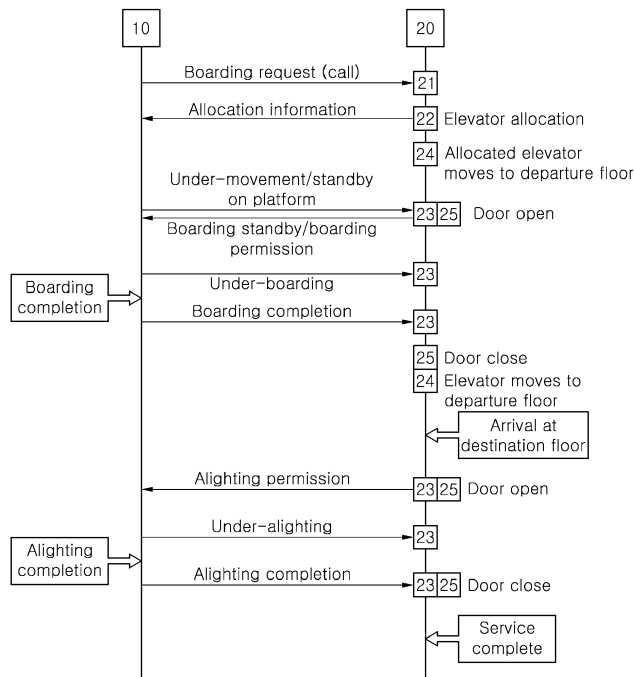 10
20
Boarding request (call)
21
Allocation information
22
Elevator allocation
24
Allocated elevator
moves to departure floor
Under-movement/standby
on platform
23
25
Door open
Boarding standby/boarding
permission
23
Under-boarding
Boarding
completion
Boarding completion
23
25
Door close
24
Elevator moves to
departure floor
Arrival at
destination floor
Alighting permission
23
25
Door open
Under-alighting
23
Alighting
completion
Alighting completion
23
25
Door close
Service
complete